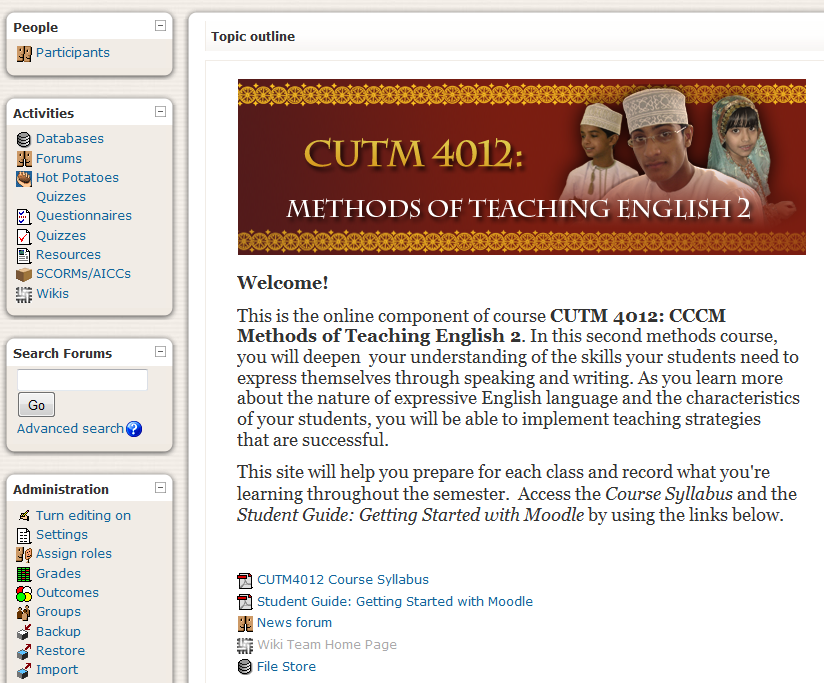 People
Participants
Activities
Databases
Forums
Hot Potatoes
Quizzes
Questionnaires
Quizzes
Resources
SCORMs/AICCs
Wikis
Search Forums
Go
Advanced search
Administration
Turn editing on
Settings
Assign roles
Grades
Outcomes
Groups
Backup
Restore
Import
Topic outline
CUTM 4012:
METHODS OF TEACHING ENGLISH 2
Welcome!
This is the online component of course CUTM 4012: CCCM
Methods of Teaching English 2. In this second methods course,
you will deepen  your understanding of the skills your students need to
express themselves through speaking and writing. As you learn more
about the nature of expressive English language and the characteristics
of your students, you will be able to implement teaching strategies
that are successful.
This site will help you prepare for each class and record what you're
learning throughout the semester.  Access the Course Syllabus and the
Student Guide: Getting Started with Moodle by using the links below.
CUTM4012 Course Syllabus
Student Guide: Getting Started with Moodle
News forum
Wiki Team Home Page
File Store